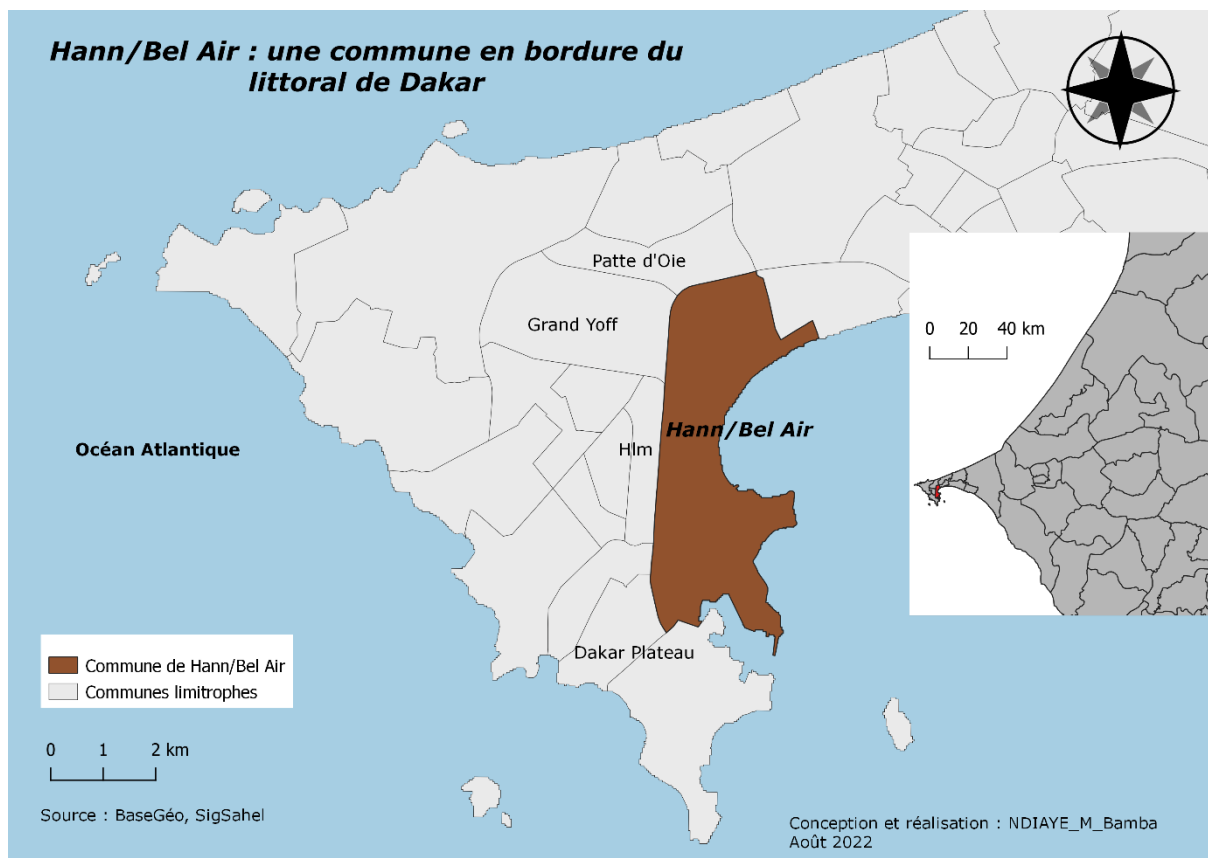 Hann/Bel Air : une commune en bordure du
littoral de Dakar
Patte d'Oie
Grand Yoff
0 20 40 km
Hann/Bel Air
Océan Atlantique
Hlm
Dakar Plateau
Commune de Hann/Bel Air
Communes limitrophes
0 1 2 km
Source : BaseGéo, SigSahel
Conception et réalisation : NDIAYE_M_Bamba
Août 2022